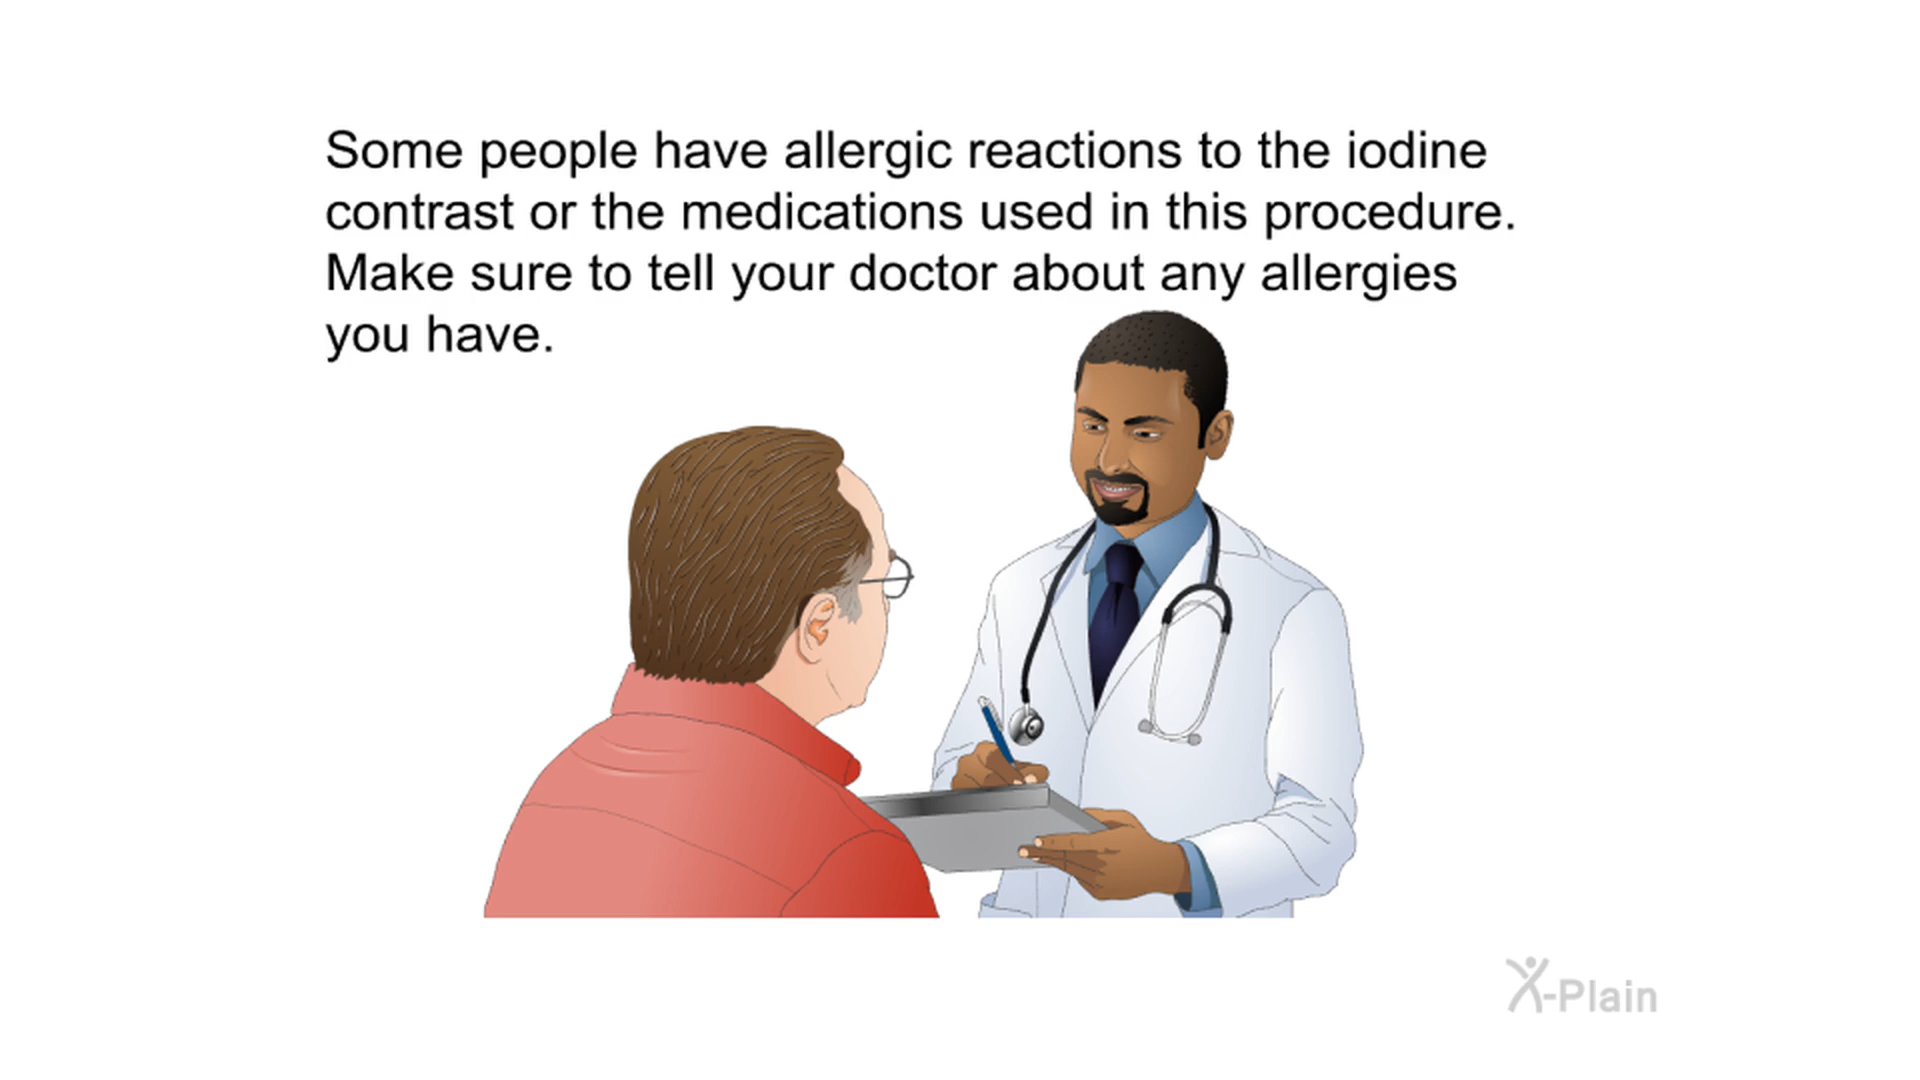 Some people have allergic reactions to the iodine
contrast or the medications used in this procedure.
Make sure to tell your doctor about any allergies
you have.
X-Plain